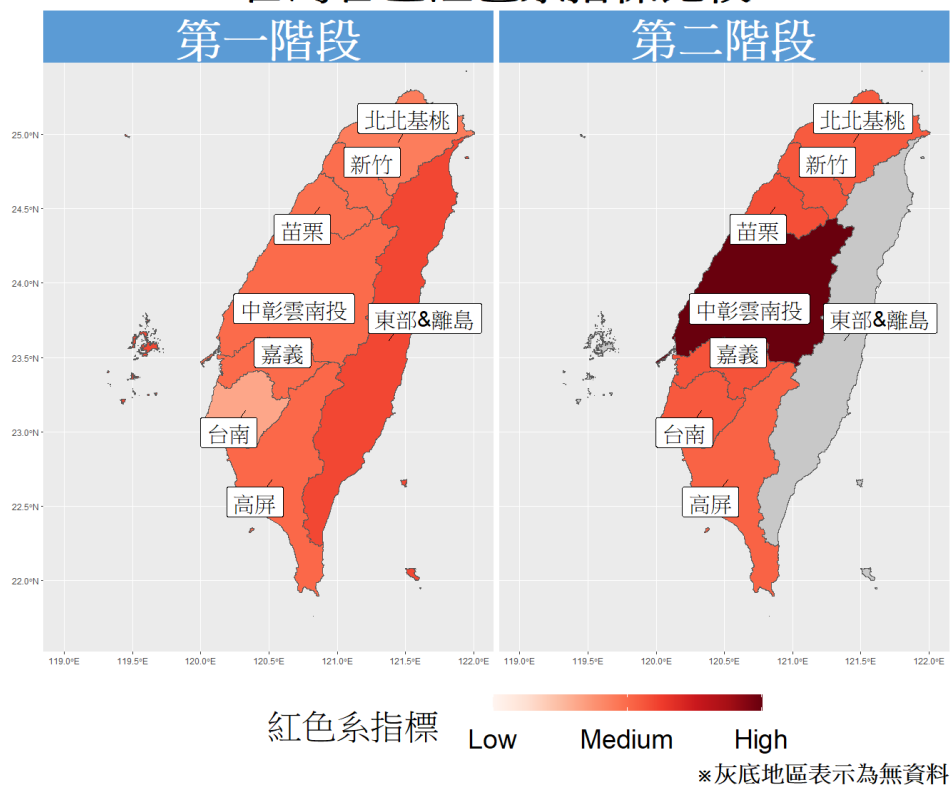 第一階段
第二階段
25.0°N
24.5°N
24.0°N
23.5°N
23.0°N
22.5°N
22.0°N
北北基桃
新竹
苗栗
中彰雲南投
東部&離島
嘉義
台南
高屏
北北基桃
新竹
苗栗
中彰雲南投
東部&離島
嘉義
台南
高屏
119.0°E 119.5°E 120.0°E 120.5°E 121.0°E 121.5°E 122.0°E
119.0°E 119.5°E 120.0°E 120.5°E 121.0°E 121.5°E 122.0°E
紅色系指標
Low Medium High
※灰底地區表示為無資料